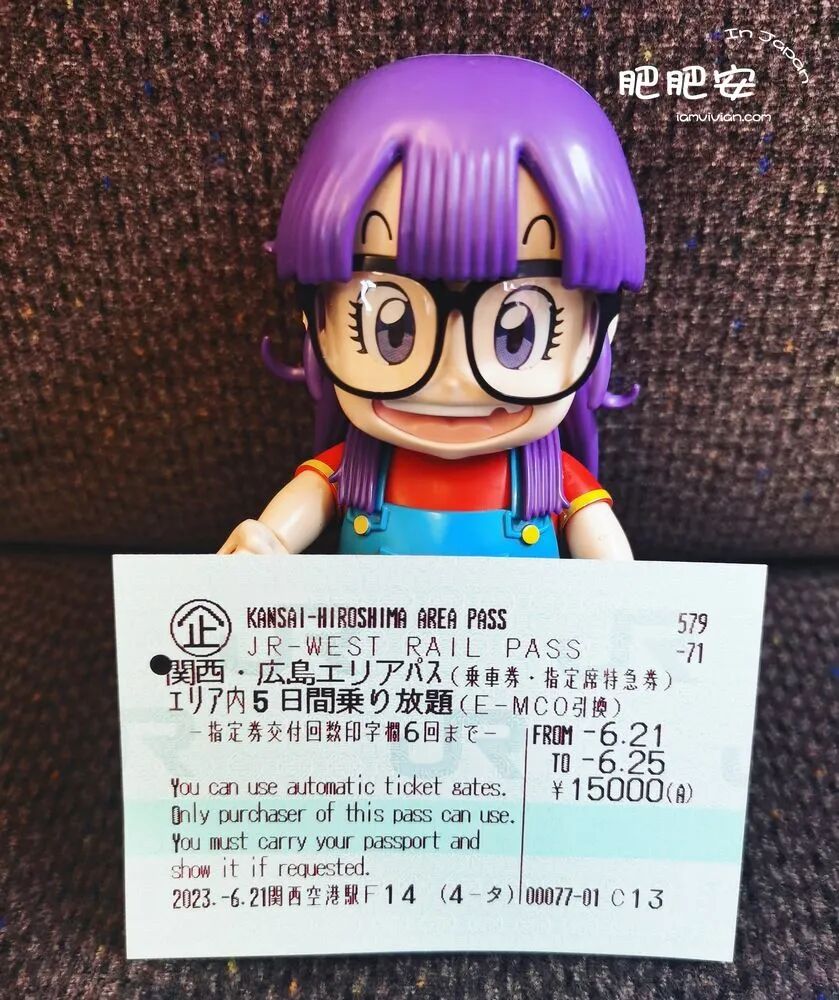 In Japan
肥肥安
iamvivian.com
企 KANSAI-HIROSHIMA AREA PASS 579
JR-WEST RAIL PASS -71
関西・広島エリアパス(乗車券・指定席特急券)
エリア内5日間乗り放題(E-MCO引換)
-指定券交付回数印字欄6回まで-
FROM -6.21
TO -6.25
¥15000(A)
You can use automatic ticket gates.
Only purchaser of this pass can use.
You must carry your passport and
show it if requested.
2023.-6.21関西空港駅F14 (4-タ) 00077-01 C13